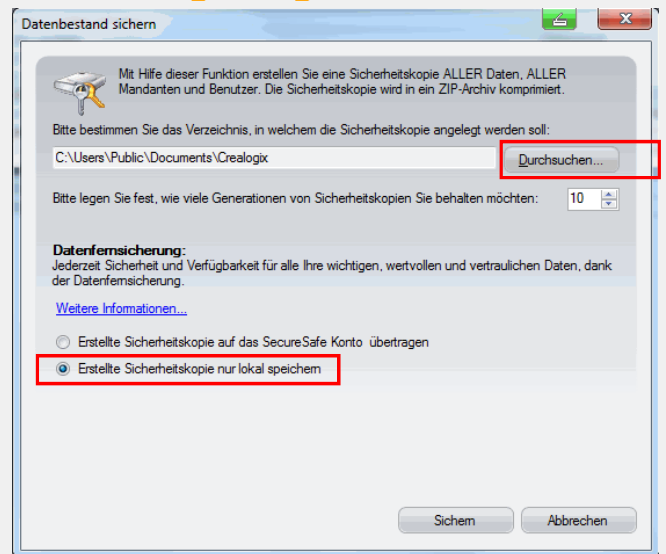 Datenbestand sichern
Mit Hilfe dieser Funktion erstellen Sie eine Sicherheitskopie ALLER Daten, ALLER
Mandanten und Benutzer. Die Sicherheitskopie wird in ein ZIP-Archiv komprimiert.
Bitte bestimmen Sie das Verzeichnis, in welchem die Sicherheitskopie angelegt werden soll:
C:\Users\Public\Documents\Crealogix
Durchsuchen...
Bitte legen Sie fest, wie viele Generationen von Sicherheitskopien Sie behalten möchten: 10
Datenfernsicherung:
Jederzeit Sicherheit und Verfügbarkeit für alle Ihre wichtigen, wertvollen und vertraulichen Daten, dank
der Datenfernsicherung.
Weitere Informationen...
Erstellte Sicherheitskopie auf das SecureSafe Konto übertragen
Erstellte Sicherheitskopie nur lokal speichern
Sichern Abbrechen